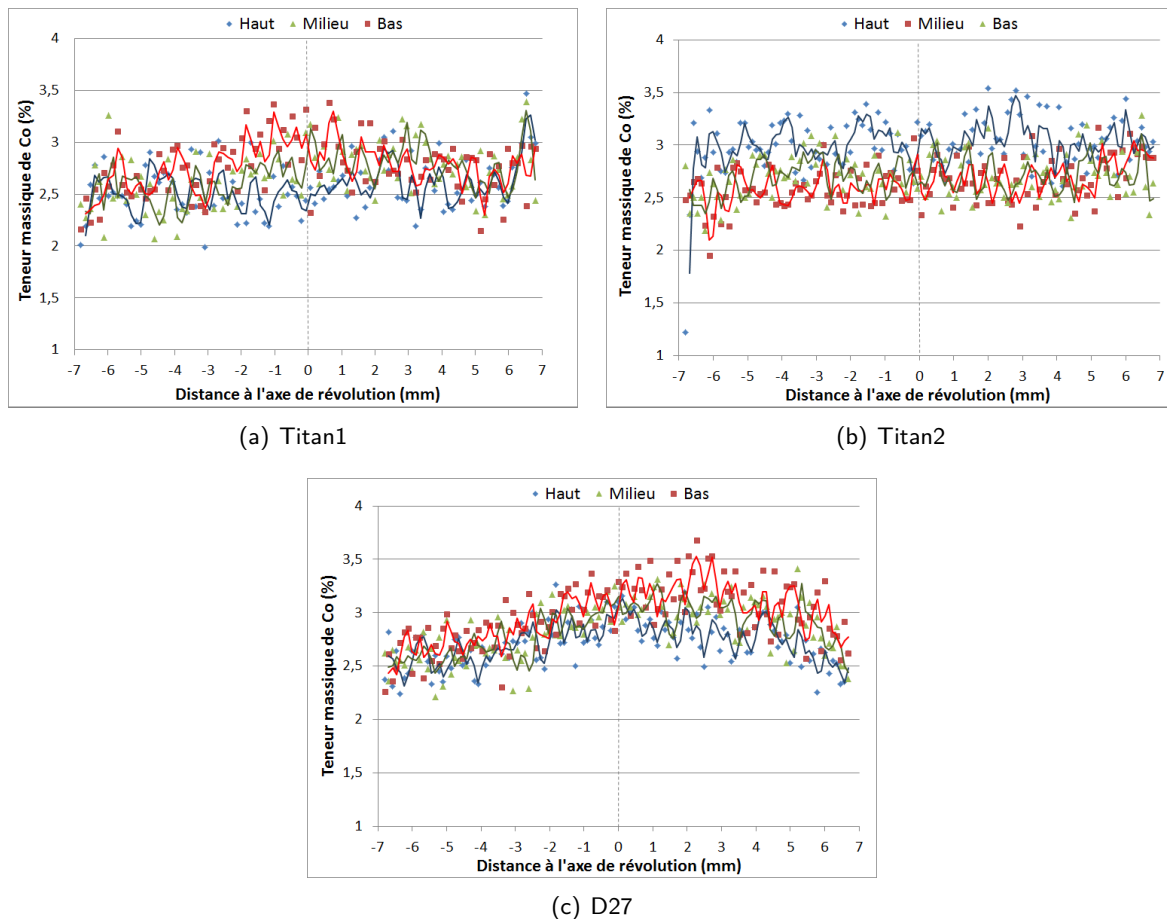 Haut Milieu Bas
Teneur massique de Co (%)
4
3,5
3
2,5
2
1,5
1
-7 -6 -5 -4 -3 -2 -1 0 1 2 3 4 5 6 7
Distance à l'axe de révolution (mm)
(a) Titan1
Haut Milieu Bas
Teneur massique de Co (%)
4
3,5
3
2,5
2
1,5
1
-7 -6 -5 -4 -3 -2 -1 0 1 2 3 4 5 6 7
Distance à l'axe de révolution (mm)
(b) Titan2
Haut Milieu Bas
Teneur massique de Co (%)
4
3,5
3
2,5
2
1,5
1
-7 -6 -5 -4 -3 -2 -1 0 1 2 3 4 5 6 7
Distance à l'axe de révolution (mm)
(c) D27